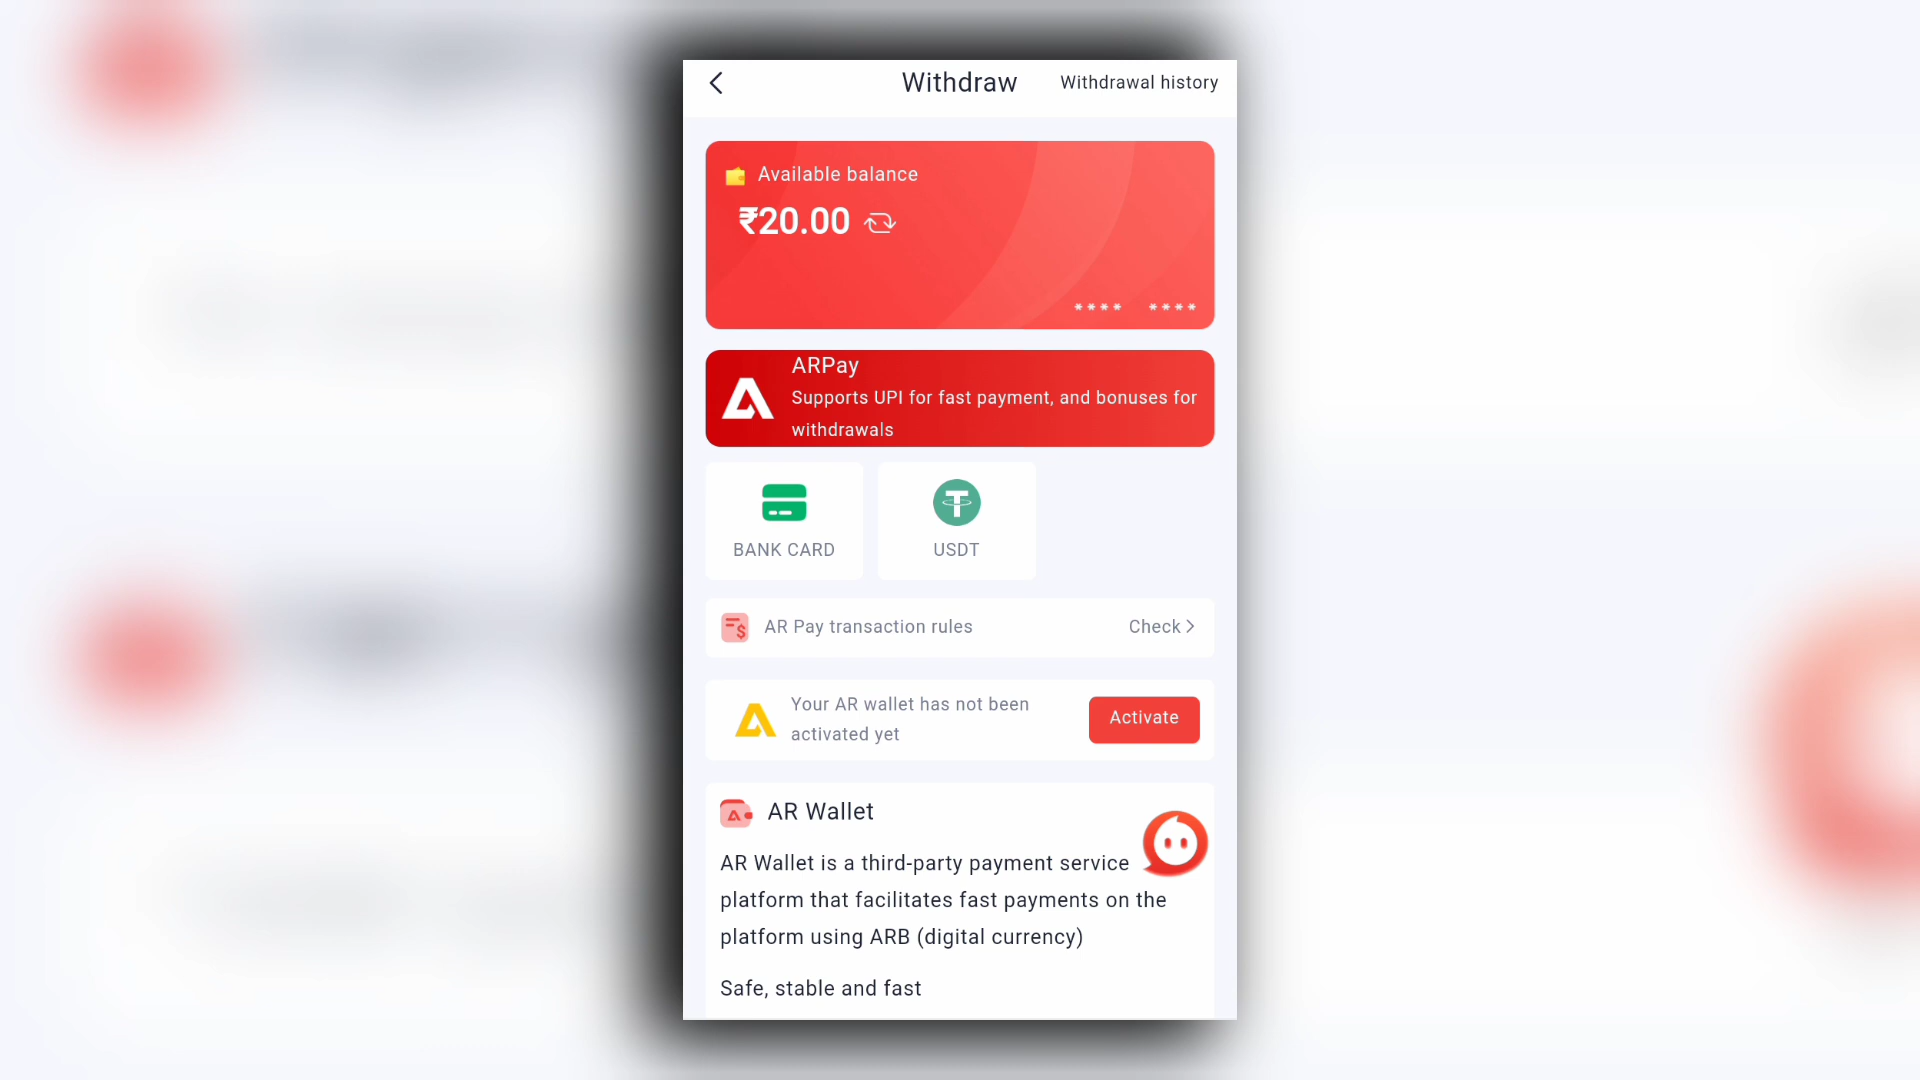 Withdraw
Withdrawal history
Available balance
₹20.00
**** ****
ARPay
Supports UPI for fast payment, and bonuses for
withdrawals
BANK CARD
USDT
AR Pay transaction rules
Check
Your AR wallet has not been
activated yet
Activate
AR Wallet
AR Wallet is a third-party payment service
platform that facilitates fast payments on the
platform using ARB (digital currency)
Safe, stable and fast